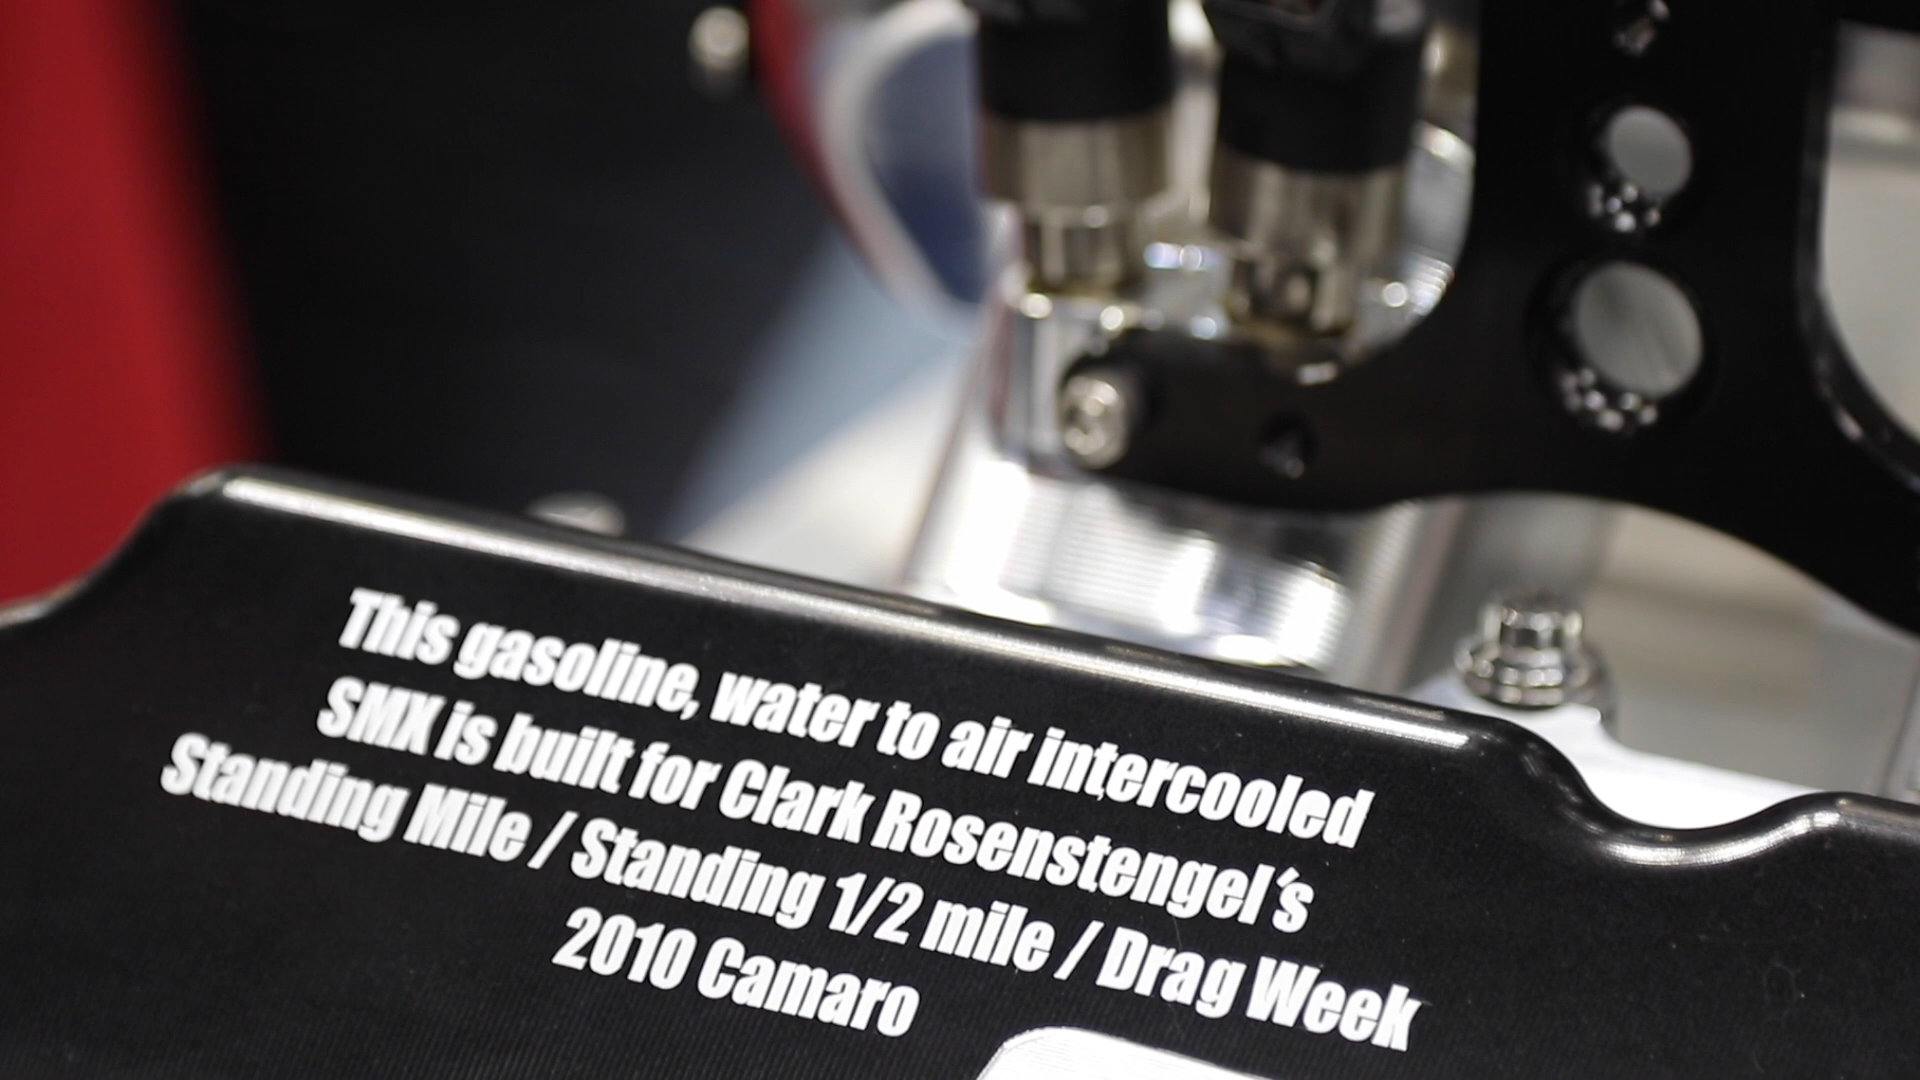 This gasoline, water to air intercooled
SMX is built for Clark Rosenstengel's
Standing Mile / Standing 1/2 mile / Drag Week
2010 Camaro